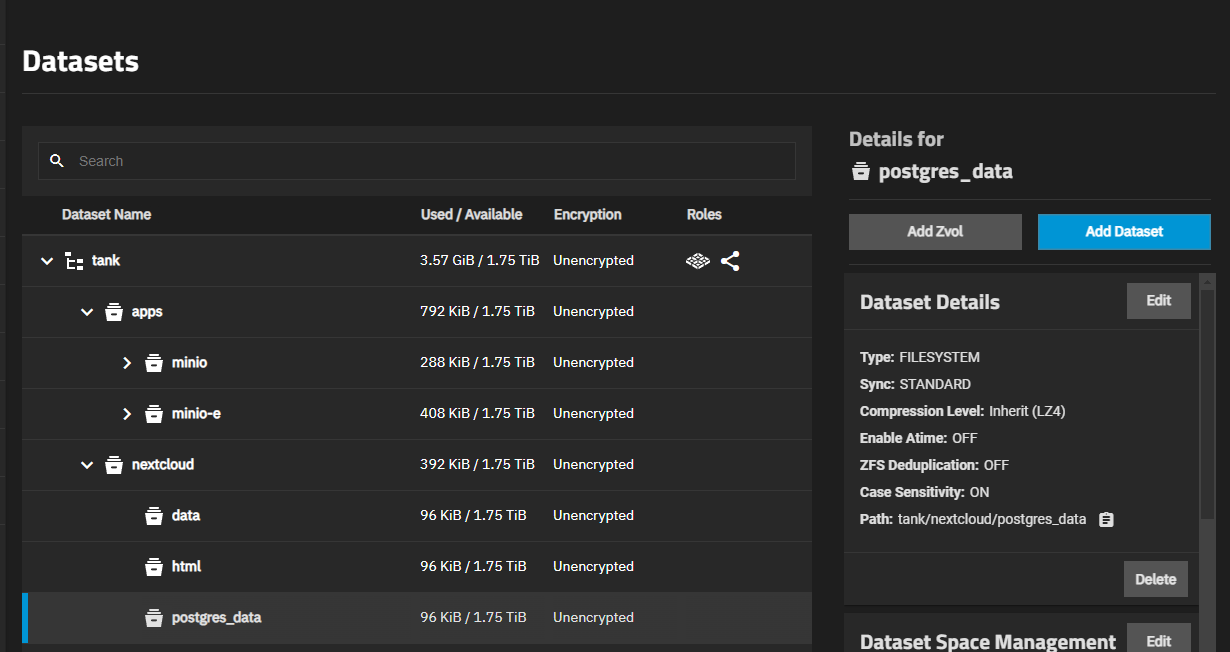 Datasets
Search
Dataset Name Used / Available Encryption Roles
tank 3.57 GiB / 1.75 TiB Unencrypted
apps 792 KiB / 1.75 TiB Unencrypted
minio 288 KiB / 1.75 TiB Unencrypted
minio-e 408 KiB / 1.75 TiB Unencrypted
nextcloud 392 KiB / 1.75 TiB Unencrypted
data 96 KiB / 1.75 TiB Unencrypted
html 96 KiB / 1.75 TiB Unencrypted
postgres_data 96 KiB / 1.75 TiB Unencrypted
Details for
postgres_data
Add Zvol Add Dataset
Dataset Details Edit
Type: FILESYSTEM
Sync: STANDARD
Compression Level: Inherit (LZ4)
Enable Atime: OFF
ZFS Deduplication: OFF
Case Sensitivity: ON
Path: tank/nextcloud/postgres_data
Delete
Dataset Space Management Edit